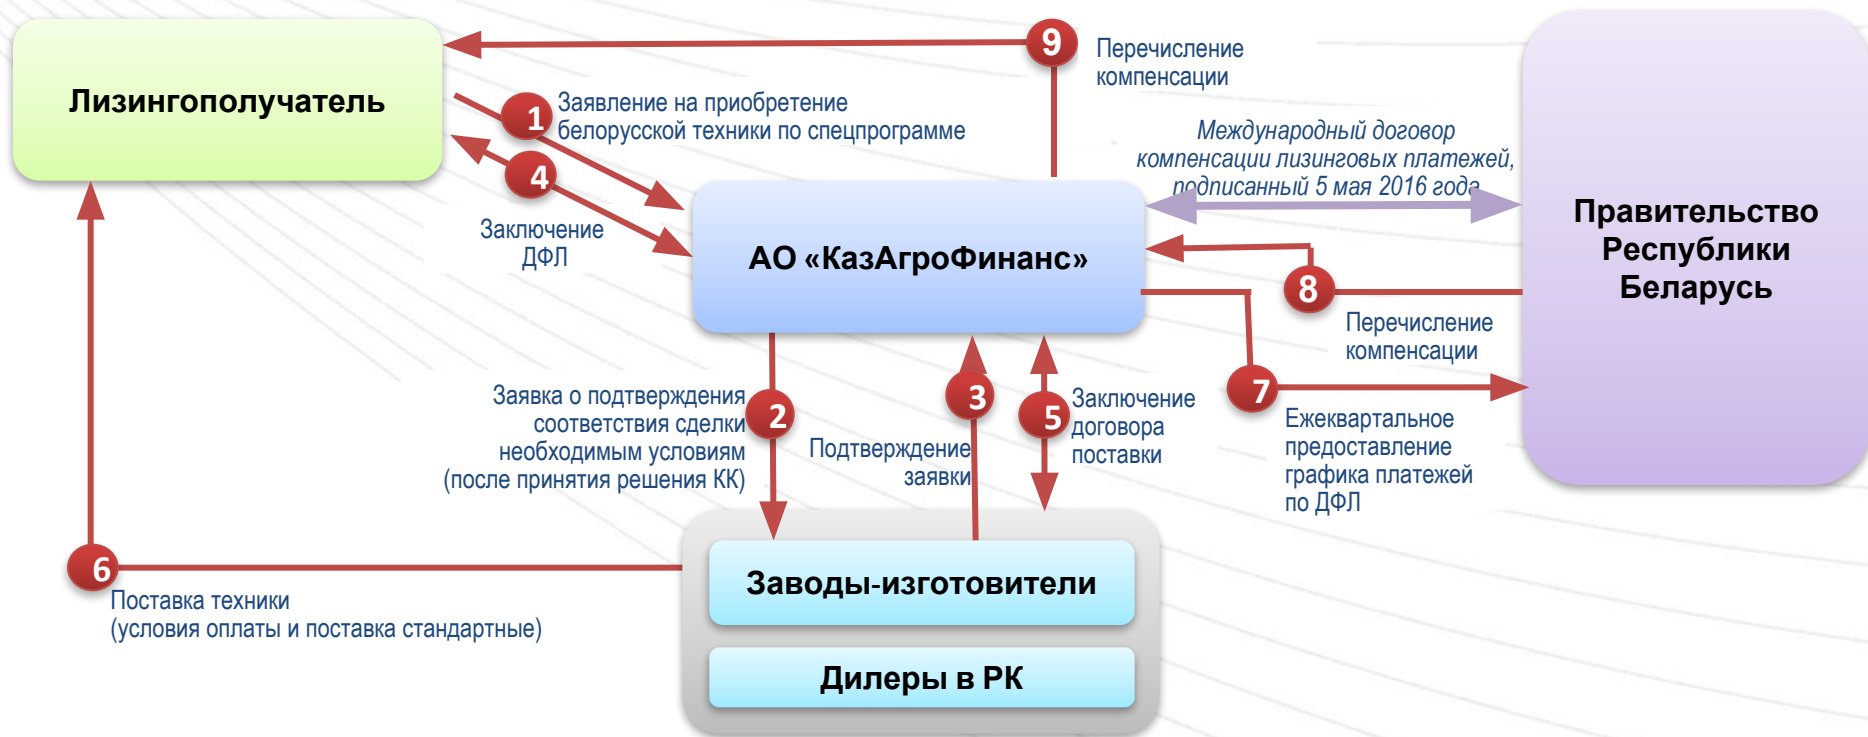 Лизингополучатель
9
Перечисление
компенсации
1
Заявление на приобретение
белорусской техники по спецпрограмме
4
Заключение
ДФЛ
Международный договор
компенсации лизинговых платежей,
подписанный 5 мая 2016 года
АО «КазАгроФинанс»
Правительство
Республики
Беларусь
8
Перечисление
компенсации
7
Ежеквартальное
предоставление
графика платежей
по ДФЛ
2
Заявка о подтверждения
соответствия сделки
необходимым условиям
(после принятия решения КК)
3
Подтверждение
заявки
5
Заключение
договора
поставки
6
Поставка техники
(условия оплаты и поставка стандартные)
Заводы-изготовители
Дилеры в РК